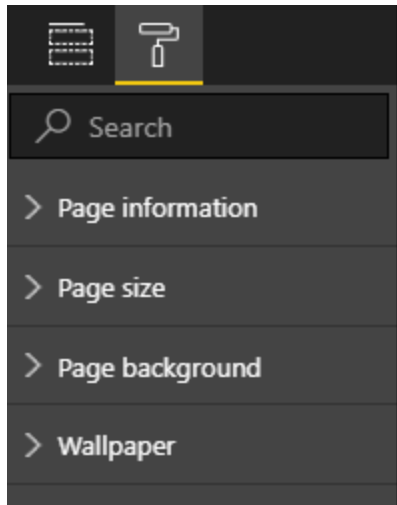 Search
Page information
Page size
Page background
Wallpaper